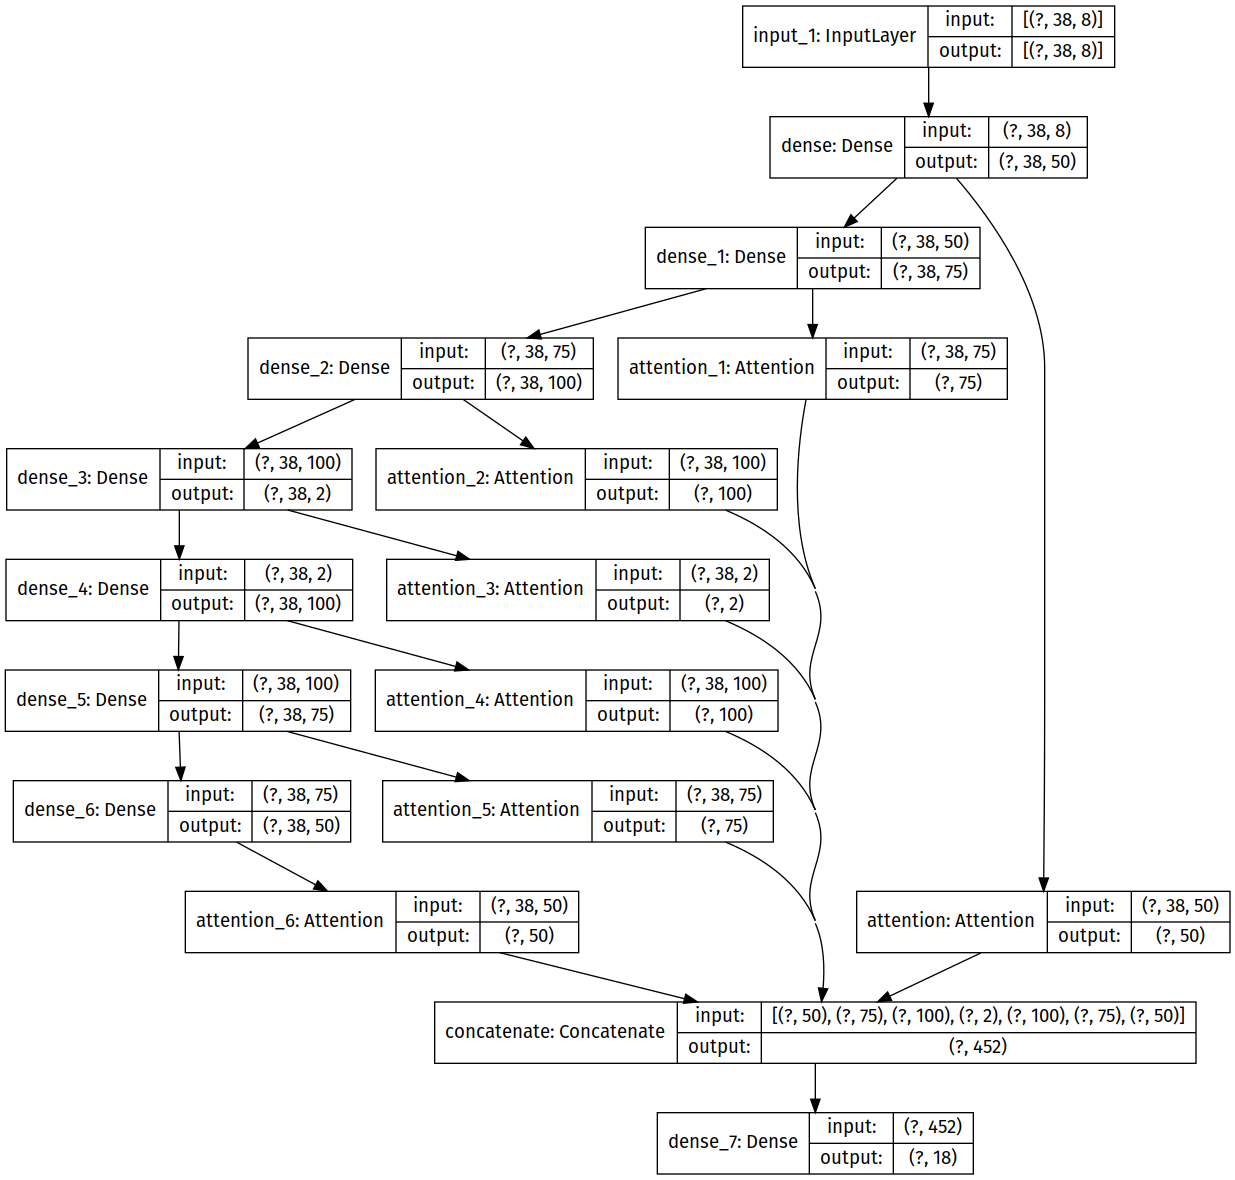 input_1: InputLayer
input: [(?, 38, 8)]
output: [(?, 38, 8)]
dense: Dense
input: (?, 38, 8)
output: (?, 38, 50)
dense_1: Dense
input: (?, 38, 50)
output: (?, 38, 75)
dense_2: Dense
input: (?, 38, 75)
output: (?, 38, 100)
attention_1: Attention
input: (?, 38, 75)
output: (?, 75)
dense_3: Dense
input: (?, 38, 100)
output: (?, 38, 2)
attention_2: Attention
input: (?, 38, 100)
output: (?, 100)
dense_4: Dense
input: (?, 38, 2)
output: (?, 38, 100)
attention_3: Attention
input: (?, 38, 2)
output: (?, 2)
dense_5: Dense
input: (?, 38, 100)
output: (?, 38, 75)
attention_4: Attention
input: (?, 38, 100)
output: (?, 100)
dense_6: Dense
input: (?, 38, 75)
output: (?, 38, 50)
attention_5: Attention
input: (?, 38, 75)
output: (?, 75)
attention_6: Attention
input: (?, 38, 50)
output: (?, 50)
attention: Attention
input: (?, 38, 50)
output: (?, 50)
concatenate: Concatenate
input: [(?, 50), (?, 75), (?, 100), (?, 2), (?, 100), (?, 75), (?, 50)]
output: (?, 452)
dense_7: Dense
input: (?, 452)
output: (?, 18)